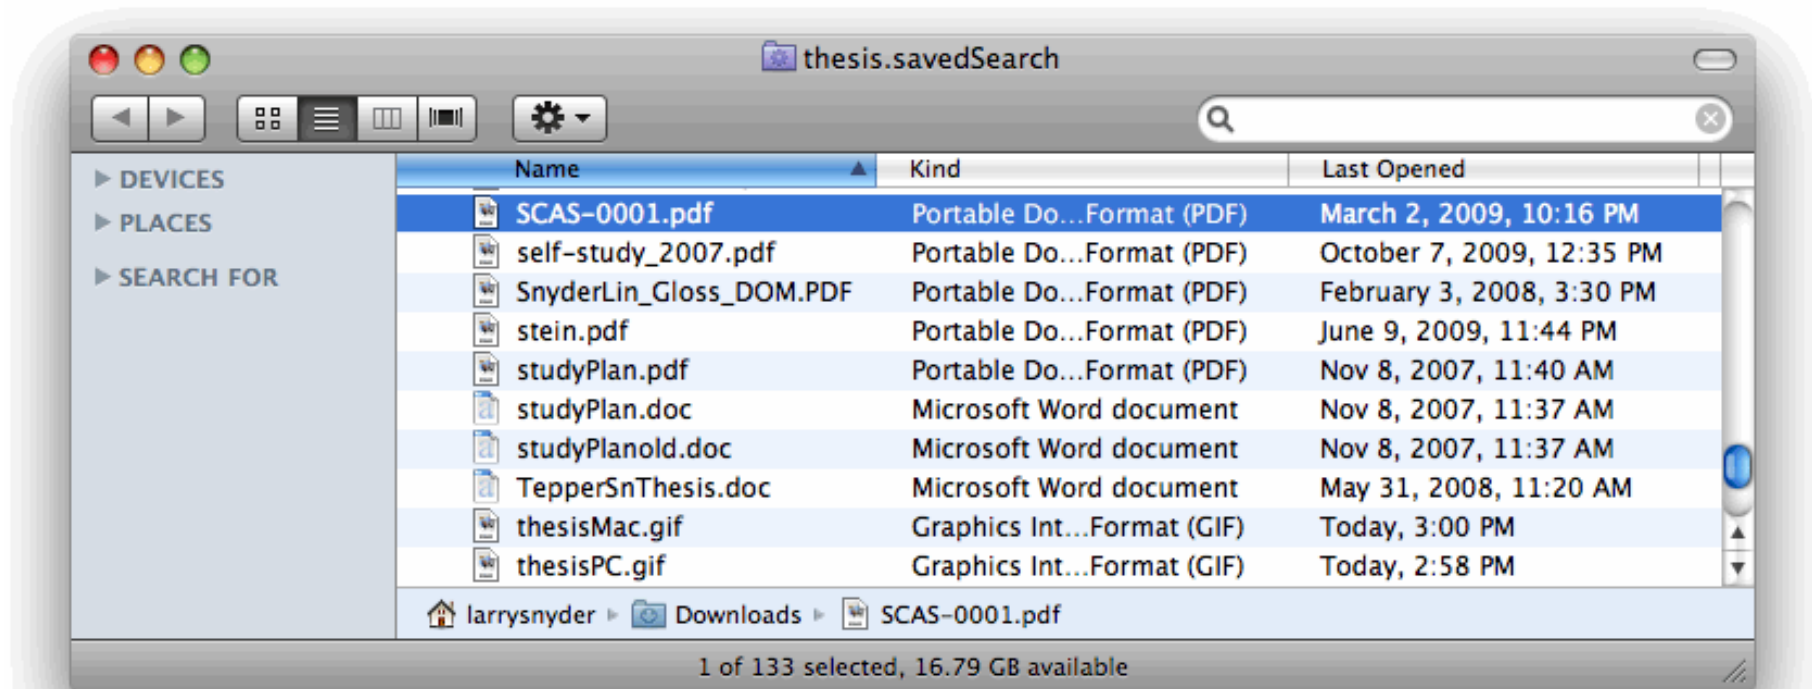 thesis.savedSearch
DEVICES
PLACES
SEARCH FOR
Name Kind Last Opened
SCAS-0001.pdf Portable Do...Format (PDF) March 2, 2009, 10:16 PM
self-study_2007.pdf Portable Do...Format (PDF) October 7, 2009, 12:35 PM
SnyderLin_Gloss_DOM.PDF Portable Do...Format (PDF) February 3, 2008, 3:30 PM
stein.pdf Portable Do...Format (PDF) June 9, 2009, 11:44 PM
studyPlan.pdf Portable Do...Format (PDF) Nov 8, 2007, 11:40 AM
studyPlan.doc Microsoft Word document Nov 8, 2007, 11:37 AM
studyPlanold.doc Microsoft Word document Nov 8, 2007, 11:37 AM
TepperSnThesis.doc Microsoft Word document May 31, 2008, 11:20 AM
thesisMac.gif Graphics Int...Format (GIF) Today, 3:00 PM
thesisPC.gif Graphics Int...Format (GIF) Today, 2:58 PM
larrysnyder Downloads SCAS-0001.pdf
1 of 133 selected, 16.79 GB available